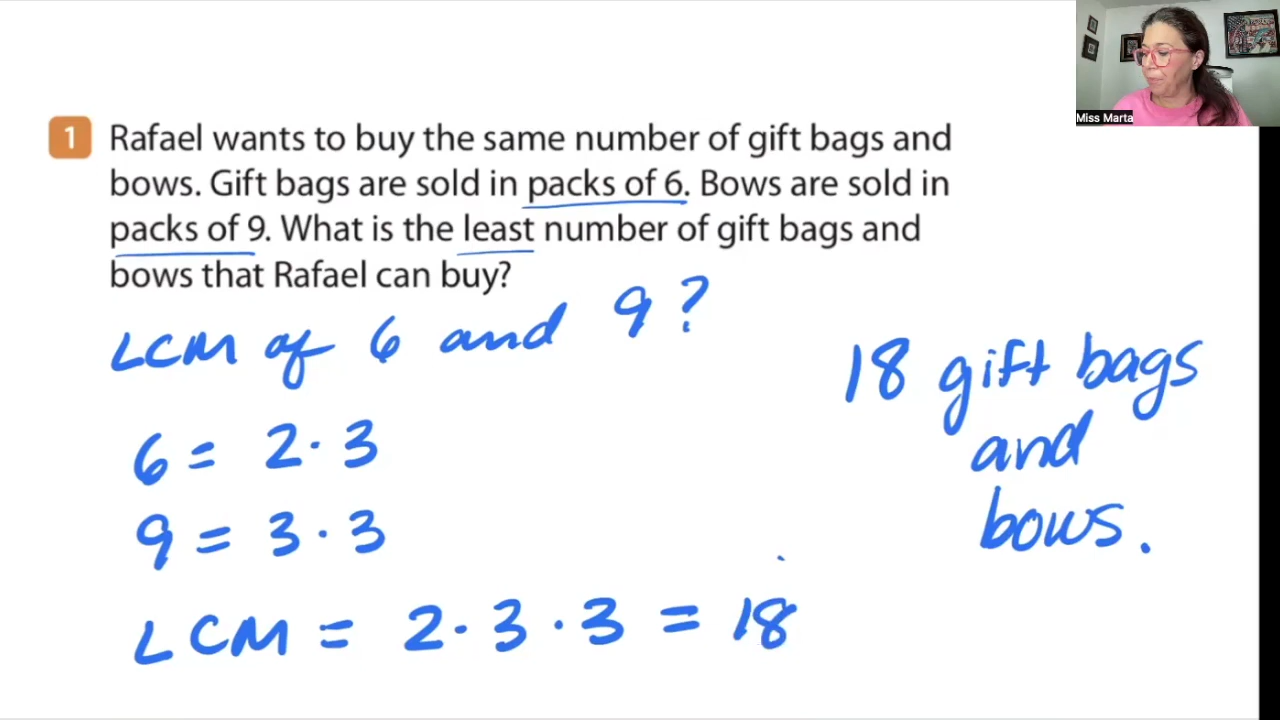 Miss Marta
1 Rafael wants to buy the same number of gift bags and
bows. Gift bags are sold in packs of 6. Bows are sold in
packs of 9. What is the least number of gift bags and
bows that Rafael can buy?
LCM of 6 and 9?
6 = 2 · 3
9 = 3 · 3
LCM = 2 · 3 · 3 = 18
18 gift bags
and
bows.